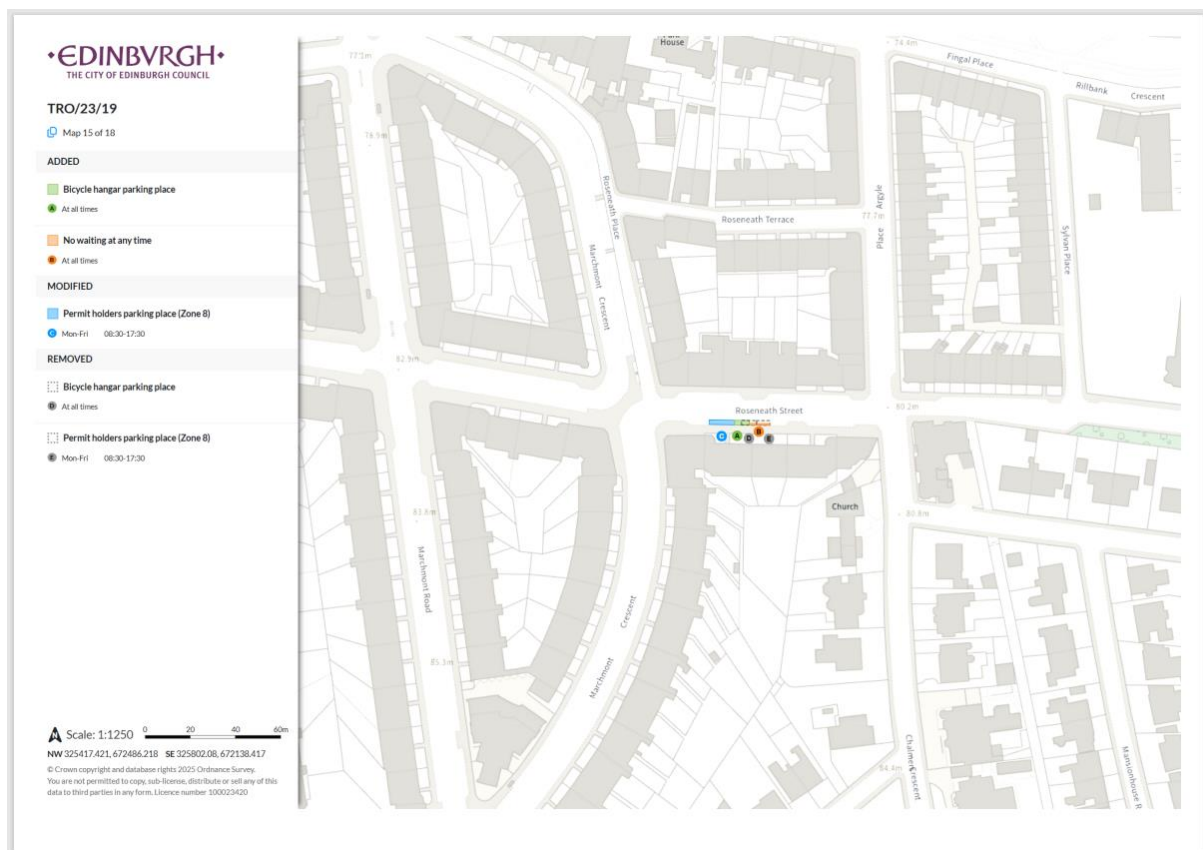 EDINBVRGH
THE CITY OF EDINBURGH COUNCIL
TRO/23/19
Map 15 of 18
ADDED
Bicycle hangar parking place
A At all times
No waiting at any time
B At all times
MODIFIED
Permit holders parking place (Zone 8)
C Mon-Fri 08:30-17:30
REMOVED
Bicycle hangar parking place
D At all times
Permit holders parking place (Zone 8)
E Mon-Fri 08:30-17:30
Scale: 1:1250 0 20 40 60m
NW 325417.421, 672486.218 SE 325802.08, 672138.417
© Crown copyright and database rights 2025 Ordnance Survey.
You are not permitted to copy, sub-license, distribute or sell any of this
data to third parties in any form. Licence number 100023420
House
Fingal Place
Rillbank Crescent
78.9m
Roseneath Place
Roseneath Terrace
Argyle Place
77.7m
Sylvan Place
Marchmont Crescent
82.9m
Roseneath Street
80.2m
C A D B E
Church
83.8m
80.8m
Marchmont Road
85.3m
Marchmont Crescent
Chalmers Crescent
84.4m
Mansionhouse R